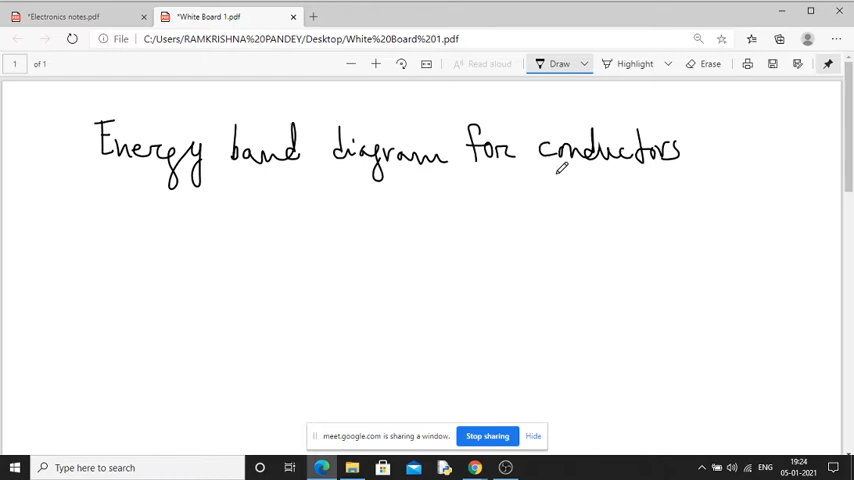 *Electronics notes.pdf
*White Board 1.pdf
File C:/Users/RAMKRISHNA%20PANDEY/Desktop/White%20Board%201.pdf
1 of 1 Read aloud Draw Highlight Erase
Energy band diagram for conductors
meet.google.com is sharing a window. Stop sharing Hide
Type here to search
ENG
19:24
05-01-2021